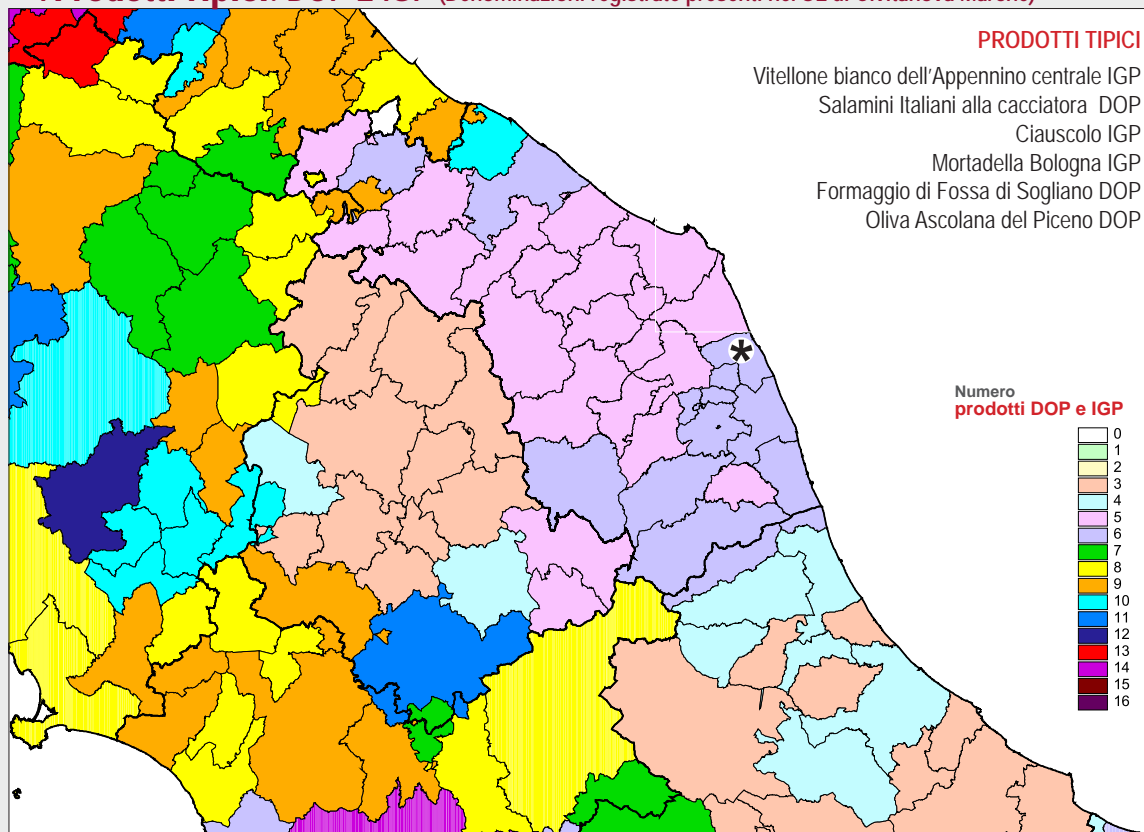 PRODOTTI TIPICI
Vitellone bianco dell'Appennino centrale IGP
Salamini Italiani alla cacciatora DOP
Ciauscolo IGP
Mortadella Bologna IGP
Formaggio di Fossa di Sogliano DOP
Oliva Ascolana del Piceno DOP
*
Numero
prodotti DOP e IGP
0
1
2
3
4
5
6
7
8
9
10
11
12
13
14
15
16